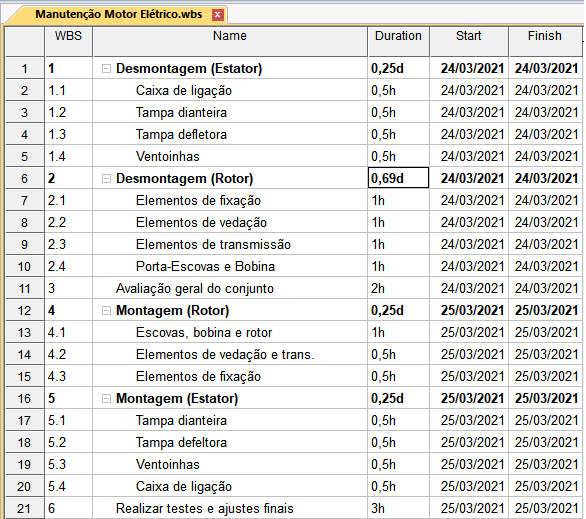 Manutenção Motor Elétrico.wbs x
WBS Name Duration Start Finish
1 1 Desmontagem (Estator) 0,25d 24/03/2021 24/03/2021
2 1.1 Caixa de ligação 0,5h 24/03/2021 24/03/2021
3 1.2 Tampa dianteira 0,5h 24/03/2021 24/03/2021
4 1.3 Tampa defletora 0,5h 24/03/2021 24/03/2021
5 1.4 Ventoinhas 0,5h 24/03/2021 24/03/2021
6 2 Desmontagem (Rotor) 0,69d 24/03/2021 24/03/2021
7 2.1 Elementos de fixação 1h 24/03/2021 24/03/2021
8 2.2 Elementos de vedação 1h 24/03/2021 24/03/2021
9 2.3 Elementos de transmissão 1h 24/03/2021 24/03/2021
10 2.4 Porta-Escovas e Bobina 1h 24/03/2021 24/03/2021
11 3 Avaliação geral do conjunto 2h 24/03/2021 24/03/2021
12 4 Montagem (Rotor) 0,25d 25/03/2021 25/03/2021
13 4.1 Escovas, bobina e rotor 1h 25/03/2021 25/03/2021
14 4.2 Elementos de vedação e trans. 0,5h 25/03/2021 25/03/2021
15 4.3 Elementos de fixação 0,5h 25/03/2021 25/03/2021
16 5 Montagem (Estator) 0,25d 25/03/2021 25/03/2021
17 5.1 Tampa dianteira 0,5h 25/03/2021 25/03/2021
18 5.2 Tampa defeltora 0,5h 25/03/2021 25/03/2021
19 5.3 Ventoinhas 0,5h 25/03/2021 25/03/2021
20 5.4 Caixa de ligação 0,5h 25/03/2021 25/03/2021
21 6 Realizar testes e ajustes finais 3h 25/03/2021 25/03/2021